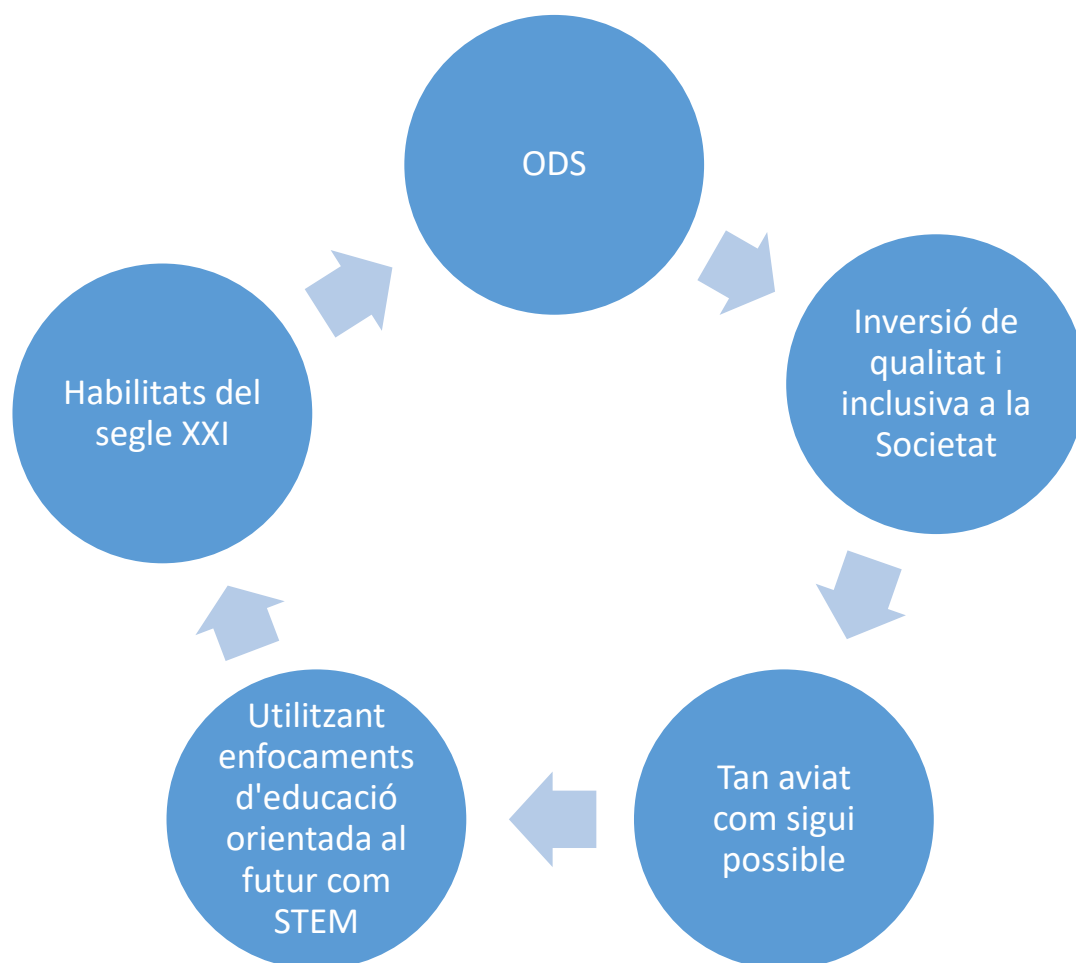 ODS
Inversió de
qualitat i
inclusiva a la
Societat
Tan aviat
com sigui
possible
Utilitzant
enfocaments
d'educació
orientada al
futur com
STEM
Habilitats del
segle XXI